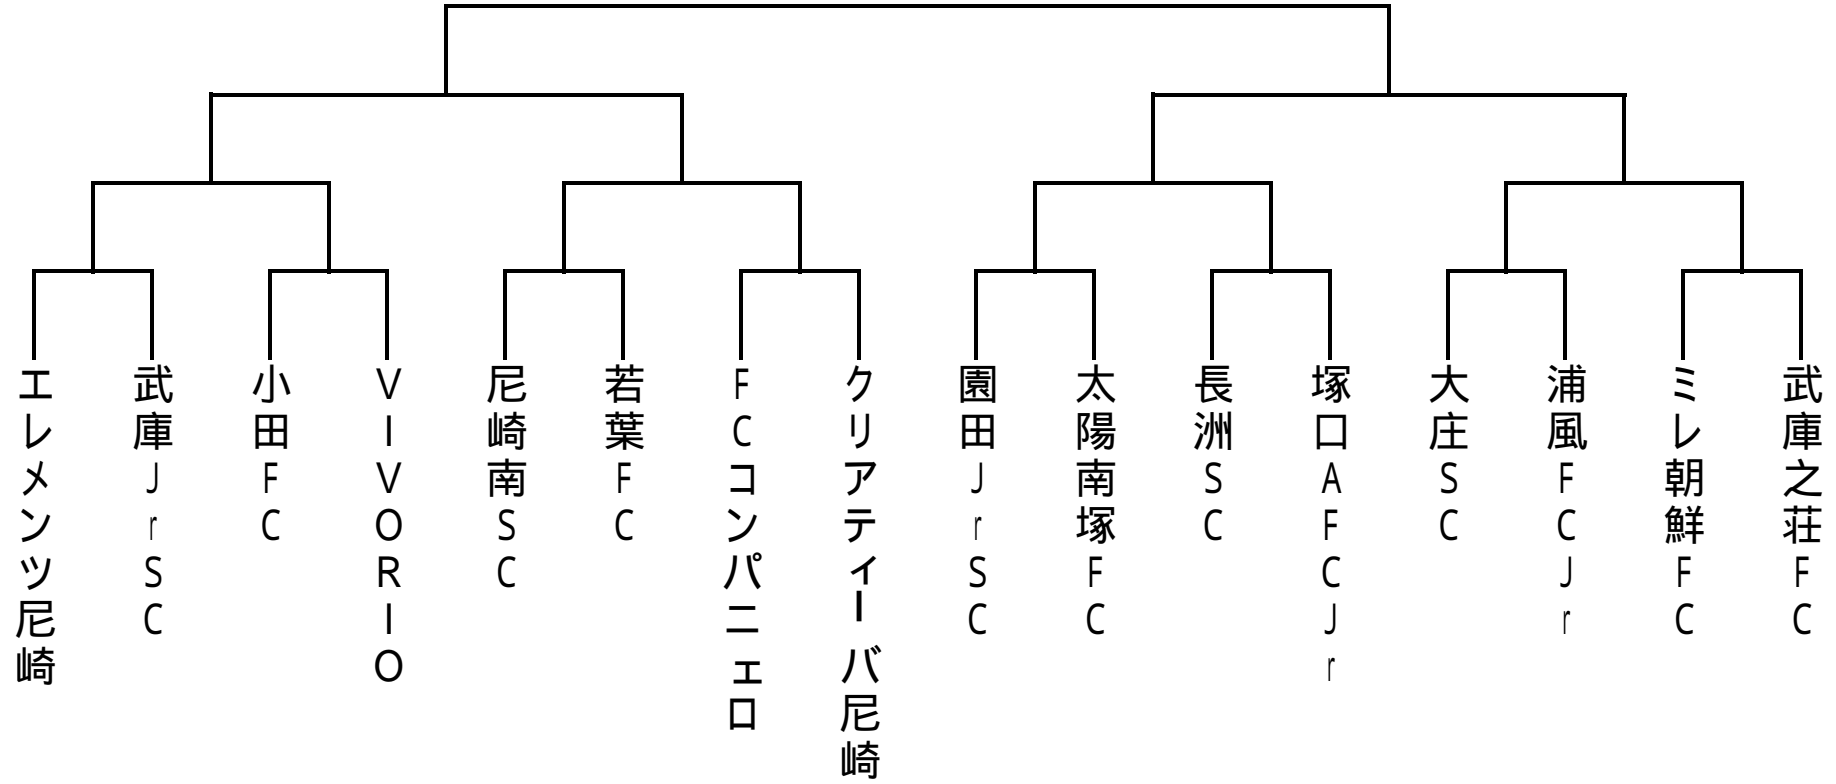 エレメンツ尼崎
武庫JrSC
小田FC
VIVORIO
尼崎南SC
若葉FC
FCコンパニエロ
クリアティーバ尼崎
園田JrSC
太陽南塚FC
長洲SC
塚口AFCJr
大庄SC
浦風FCJr
ミレ朝鮮FC
武庫之荘FC